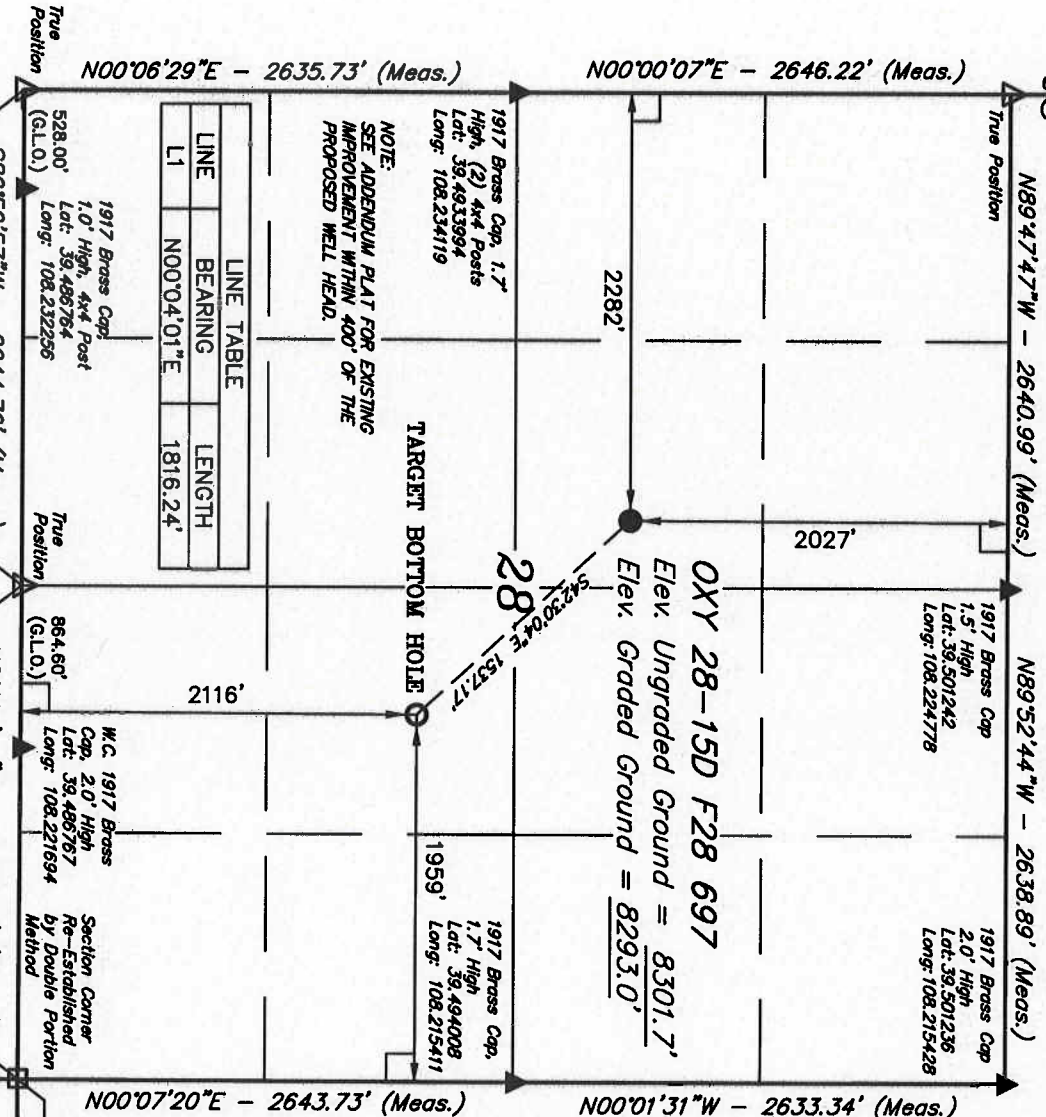 N89°47'47"W - 2640.99' (Meas.)
N89°52'44"W - 2638.89' (Meas.)
True Position
1917 Brass Cap
1.5' High
Lat: 39.501242
Long: 108.224778
1917 Brass Cap
2.0' High
Lat: 39.501236
Long: 108.215428
N00°00'07"E - 2646.22' (Meas.)
N00°06'29"E - 2635.73' (Meas.)
2027'
2282'
OXY 28-15D F28 697
Elev. Ungraded Ground = 8301.7'
Elev. Graded Ground = 8293.0'
N00°01'31"W - 2633.34' (Meas.)
1917 Brass Cap, 1.7'
High, (2) 4x4 Posts
Lat: 39.4933994
Long: 108.234119
28
S42°30'04"E 1537.17'
1917 Brass Cap,
1.7' High
Lat: 39.494008
Long: 108.215411
NOTE:
SEE ADDENDUM PLAT FOR EXISTING
IMPROVEMENT WITHIN 400' OF THE
PROPOSED WELL HEAD.
TARGET BOTTOM HOLE
1959'
2116'
LINE TABLE
LINE BEARING LENGTH
L1 N00°04'01"E 1816.24'
N00°07'20"E - 2643.73' (Meas.)
1917 Brass Cap,
1.0' High, 4x4 Post
Lat: 39.486764
Long: 108.232256
W.C. 1917 Brass
Cap, 2.0' High
Lat: 39.486767
Long: 108.221694
Section Corner
Re-Established
by Double Portion
Method
True
Position
528.00'
(G.L.O.)
True
Position
864.60'
(G.L.O.)